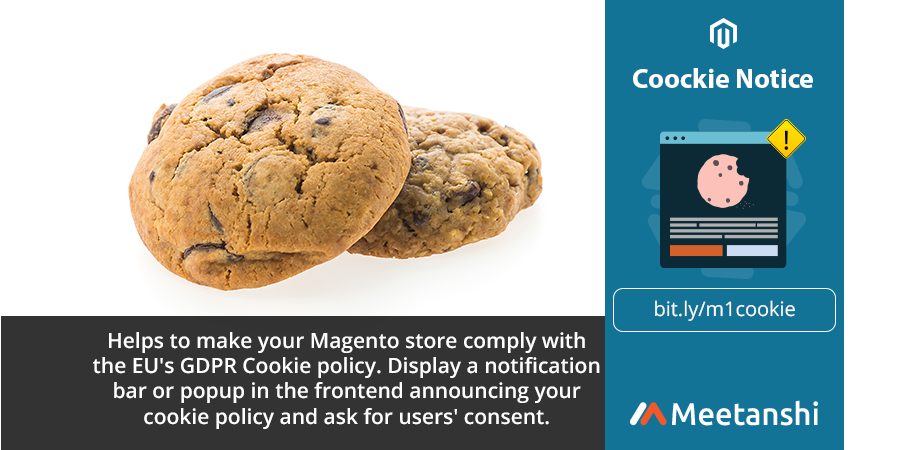 Coockie Notice
!
bit.ly/m1cookie
Helps to make your Magento store comply with
the EU's GDPR Cookie policy. Display a notification
bar or popup in the frontend announcing your
cookie policy and ask for users' consent.
Meetanshi